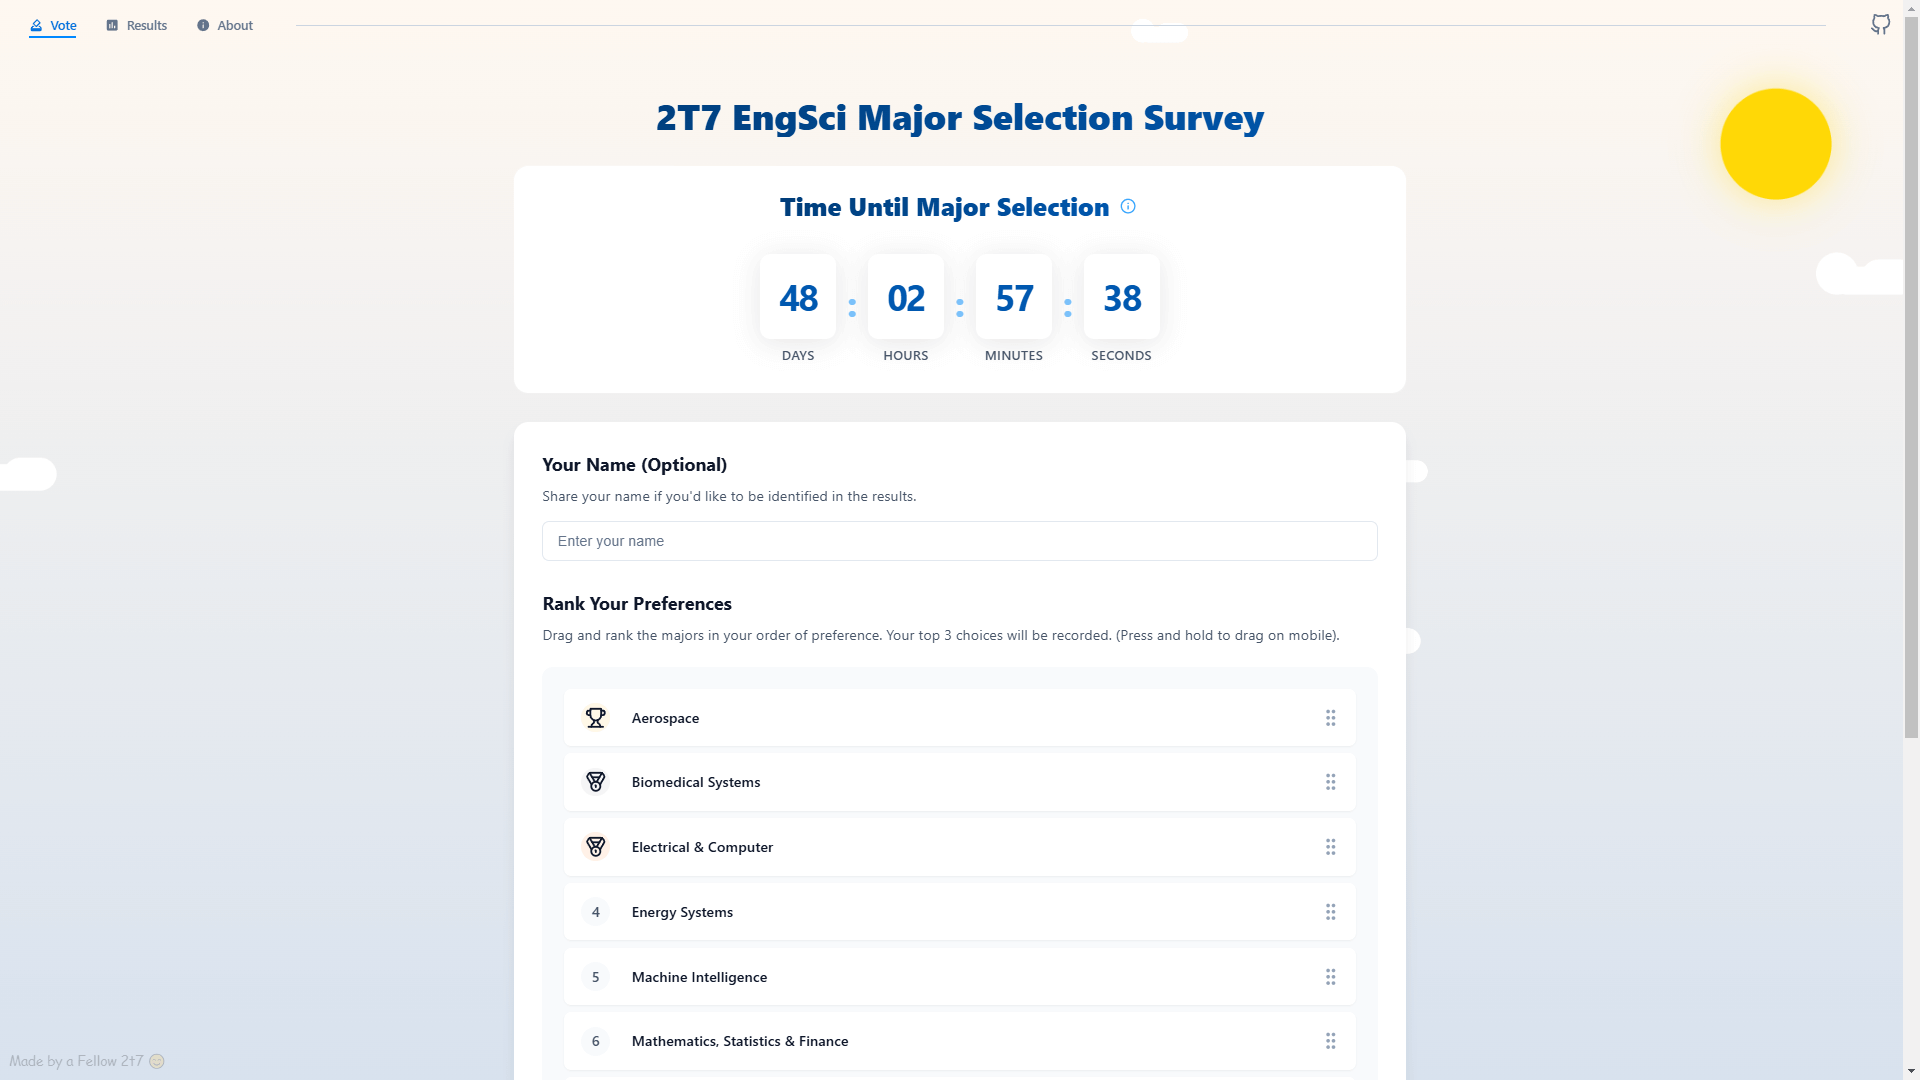 Vote Results About
2T7 EngSci Major Selection Survey
Time Until Major Selection
48 : 02 : 57 : 38
DAYS HOURS MINUTES SECONDS
Your Name (Optional)
Share your name if you'd like to be identified in the results.
Enter your name
Rank Your Preferences
Drag and rank the majors in your order of preference. Your top 3 choices will be recorded. (Press and hold to drag on mobile).
Aerospace
Biomedical Systems
Electrical & Computer
4 Energy Systems
5 Machine Intelligence
6 Mathematics, Statistics & Finance
Made by a Fellow 2t7 😊